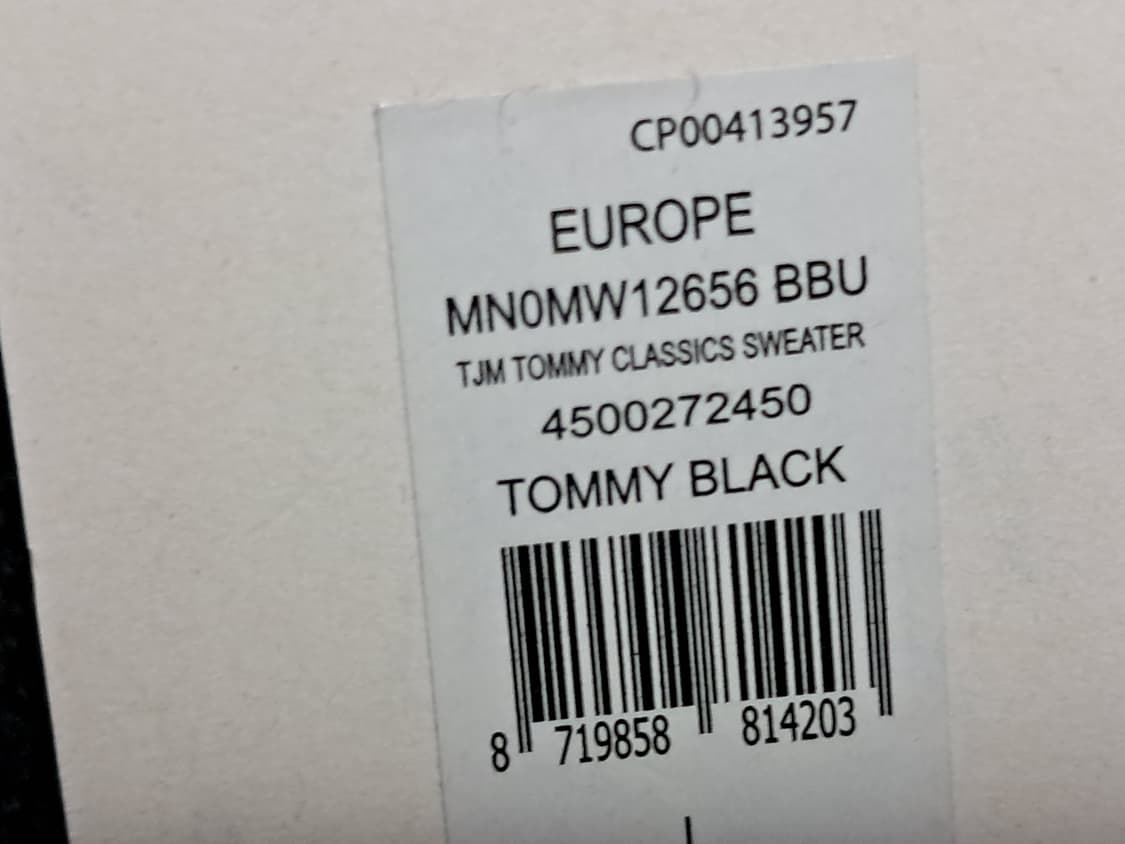 CP00413957
EUROPE
MN0MW12656 BBU
TJM TOMMY CLASSICS SWEATER
4500272450
TOMMY BLACK
8 719858 814203